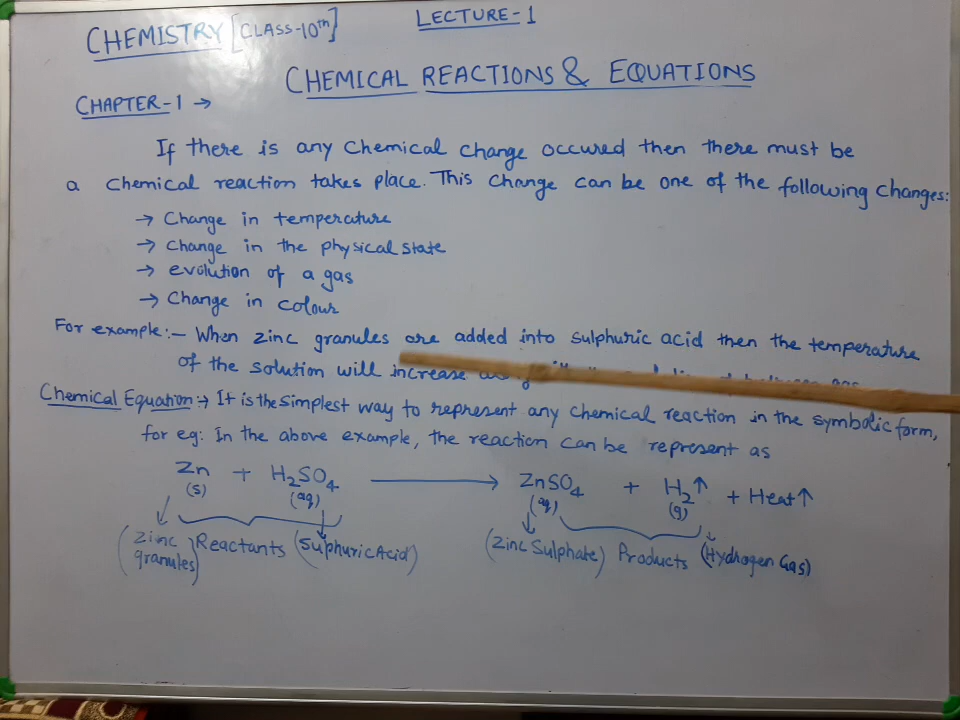 CHEMISTRY [CLASS-10th]
LECTURE-1
CHEMICAL REACTIONS & EQUATIONS
CHAPTER-1 →
If there is any chemical change occured then there must be
a chemical reaction takes place. This change can be one of the following changes:
→ Change in temperature
→ Change in the physical state
→ evolution of a gas
→ Change in colour
For example:- When zinc granules are added into sulphuric acid then the temperature
of the solution will increase
Chemical Equation:→ It is the simplest way to represent any chemical reaction in the symbolic form,
for eg: In the above example, the reaction can be represent as
Zn + H2SO4 → ZnSO4 + H2↑ + Heat↑
(s) (aq) (aq) (g)
(Zinc granules) Reactants (Sulphuric Acid) (Zinc Sulphate) Products (Hydrogen Gas)